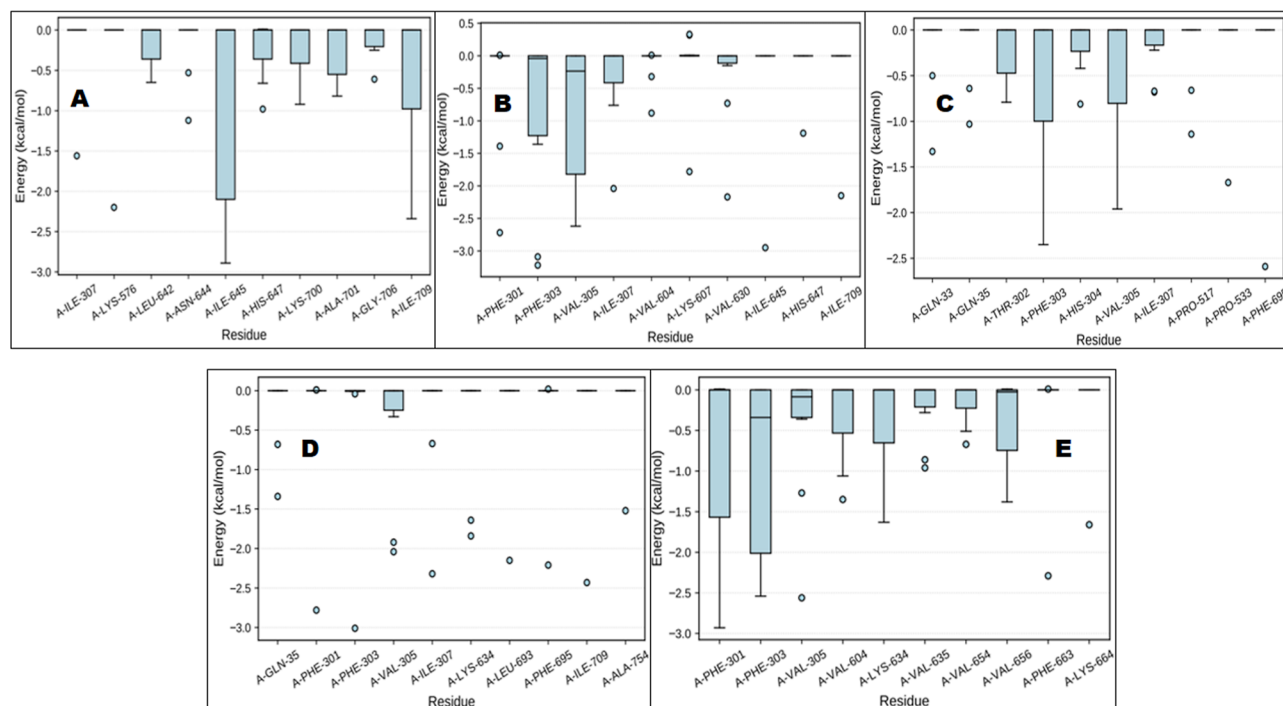 A
Energy (kcal/mol)
0.0
−0.5
−1.0
−1.5
−2.0
−2.5
−3.0
A-ILE-307
A-LYS-576
A-LEU-642
A-ASN-644
A-ILE-645
A-HIS-647
A-LYS-700
A-ALA-701
A-GLY-706
A-ILE-709
Residue
B
Energy (kcal/mol)
0.5
0.0
−0.5
−1.0
−1.5
−2.0
−2.5
−3.0
A-PHE-301
A-PHE-303
A-VAL-305
A-ILE-307
A-VAL-604
A-LYS-607
A-VAL-630
A-ILE-645
A-HIS-647
A-ILE-709
Residue
C
Energy (kcal/mol)
0.0
−0.5
−1.0
−1.5
−2.0
−2.5
A-GLN-33
A-GLN-35
A-THR-302
A-PHE-303
A-HIS-304
A-VAL-305
A-ILE-307
A-PRO-517
A-PRO-533
Residue
D
Energy (kcal/mol)
0.0
−0.5
−1.0
−1.5
−2.0
−2.5
−3.0
A-GLN-35
A-PHE-301
A-PHE-303
A-VAL-305
A-ILE-307
A-LYS-634
A-LEU-693
A-PHE-695
A-ILE-709
A-ALA-754
Residue
E
Energy (kcal/mol)
0.0
−0.5
−1.0
−1.5
−2.0
−2.5
−3.0
A-PHE-301
A-PHE-303
A-VAL-305
A-VAL-604
A-LYS-634
A-VAL-635
A-VAL-654
A-VAL-656
A-PHE-663
A-LYS-664
Residue